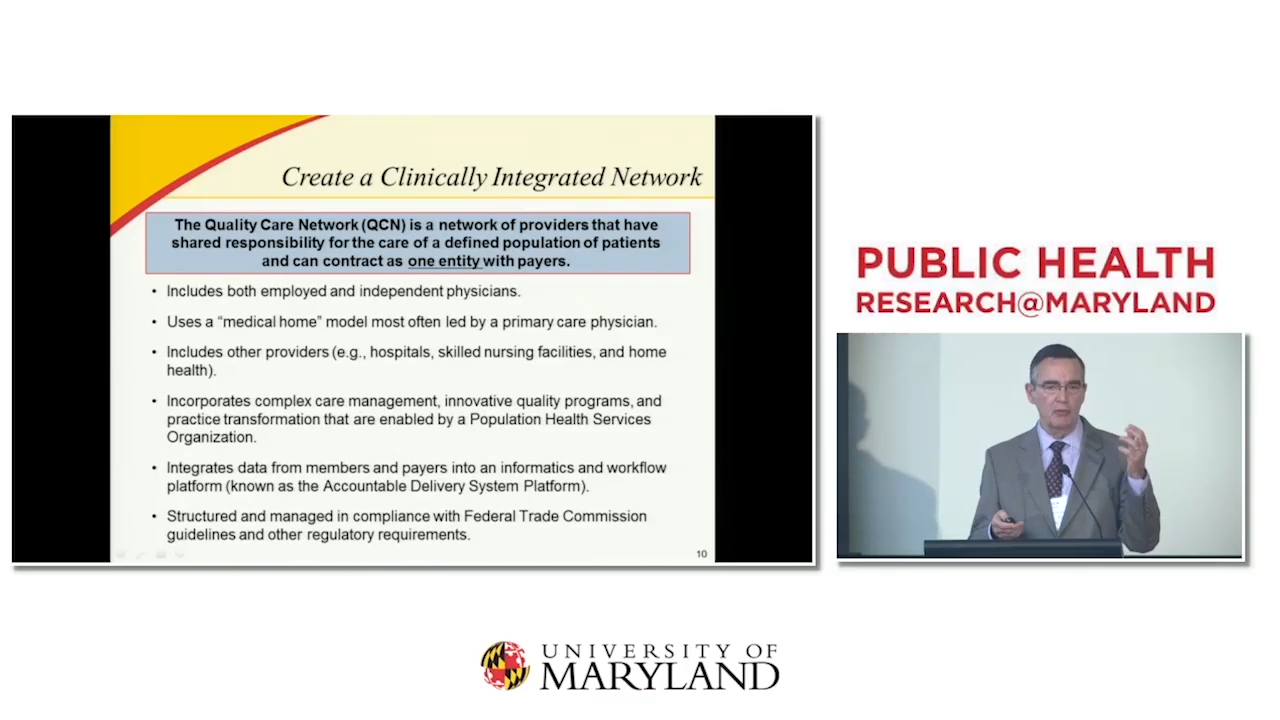 Create a Clinically Integrated Network
The Quality Care Network (QCN) is a network of providers that have
shared responsibility for the care of a defined population of patients
and can contract as one entity with payers.
• Includes both employed and independent physicians.
• Uses a “medical home” model most often led by a primary care physician.
• Includes other providers (e.g., hospitals, skilled nursing facilities, and home
health).
• Incorporates complex care management, innovative quality programs, and
practice transformation that are enabled by a Population Health Services
Organization.
• Integrates data from members and payers into an informatics and workflow
platform (known as the Accountable Delivery System Platform).
• Structured and managed in compliance with Federal Trade Commission
guidelines and other regulatory requirements.
10
PUBLIC HEALTH
RESEARCH@MARYLAND
UNIVERSITY OF
MARYLAND